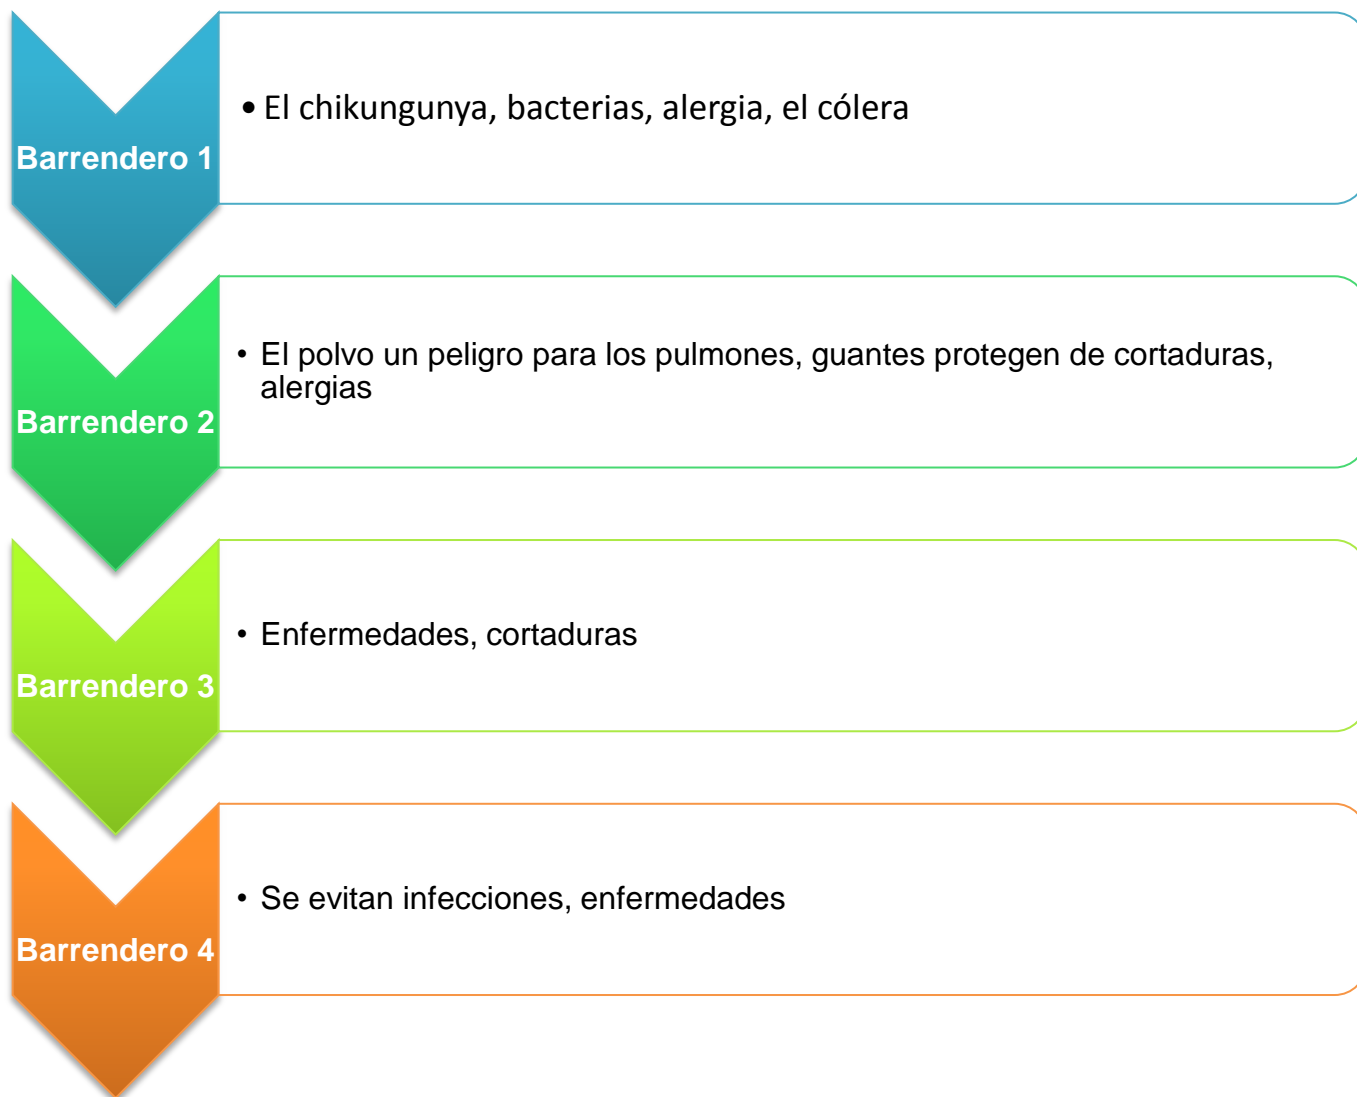 Barrendero 1
• El chikungunya, bacterias, alergia, el cólera
Barrendero 2
• El polvo un peligro para los pulmones, guantes protegen de cortaduras,
alergias
Barrendero 3
• Enfermedades, cortaduras
Barrendero 4
• Se evitan infecciones, enfermedades